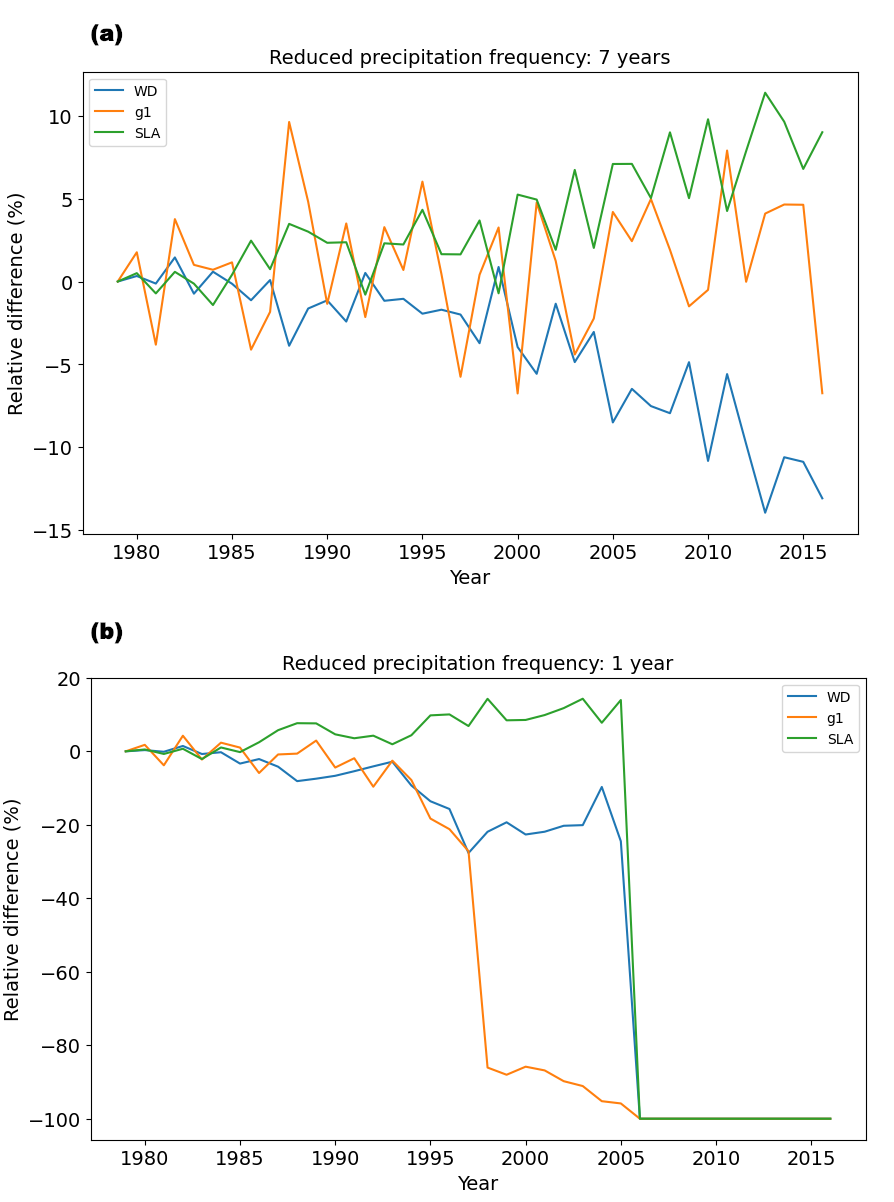 (a)
Reduced precipitation frequency: 7 years
WD
g1
SLA
10
5
0
−5
−10
−15
Relative difference (%)
1980 1985 1990 1995 2000 2005 2010 2015
Year
(b)
Reduced precipitation frequency: 1 year
WD
g1
SLA
20
0
−20
−40
−60
−80
−100
Relative difference (%)
1980 1985 1990 1995 2000 2005 2010 2015
Year